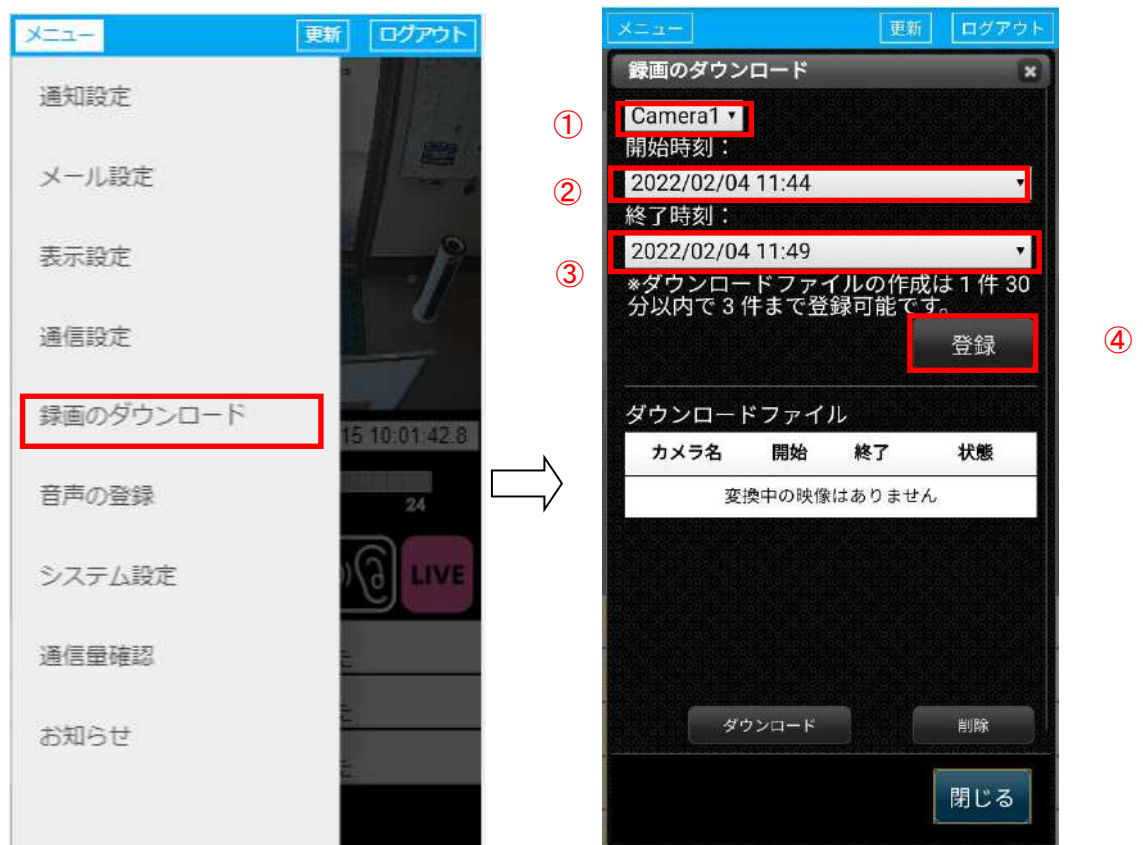 メニュー 更新 ログアウト
通知設定
メール設定
表示設定
通信設定
録画のダウンロード
音声の登録
システム設定
通信量確認
お知らせ
15 10:01:42.8
24
LIVE
メニュー 更新 ログアウト
録画のダウンロード
① Camera1
開始時刻：
② 2022/02/04 11:44
終了時刻：
③ 2022/02/04 11:49
*ダウンロードファイルの作成は 1 件 30
分以内で 3 件まで登録可能です。
登録 ④
ダウンロードファイル
カメラ名 開始 終了 状態
変換中の映像はありません
ダウンロード 削除
閉じる